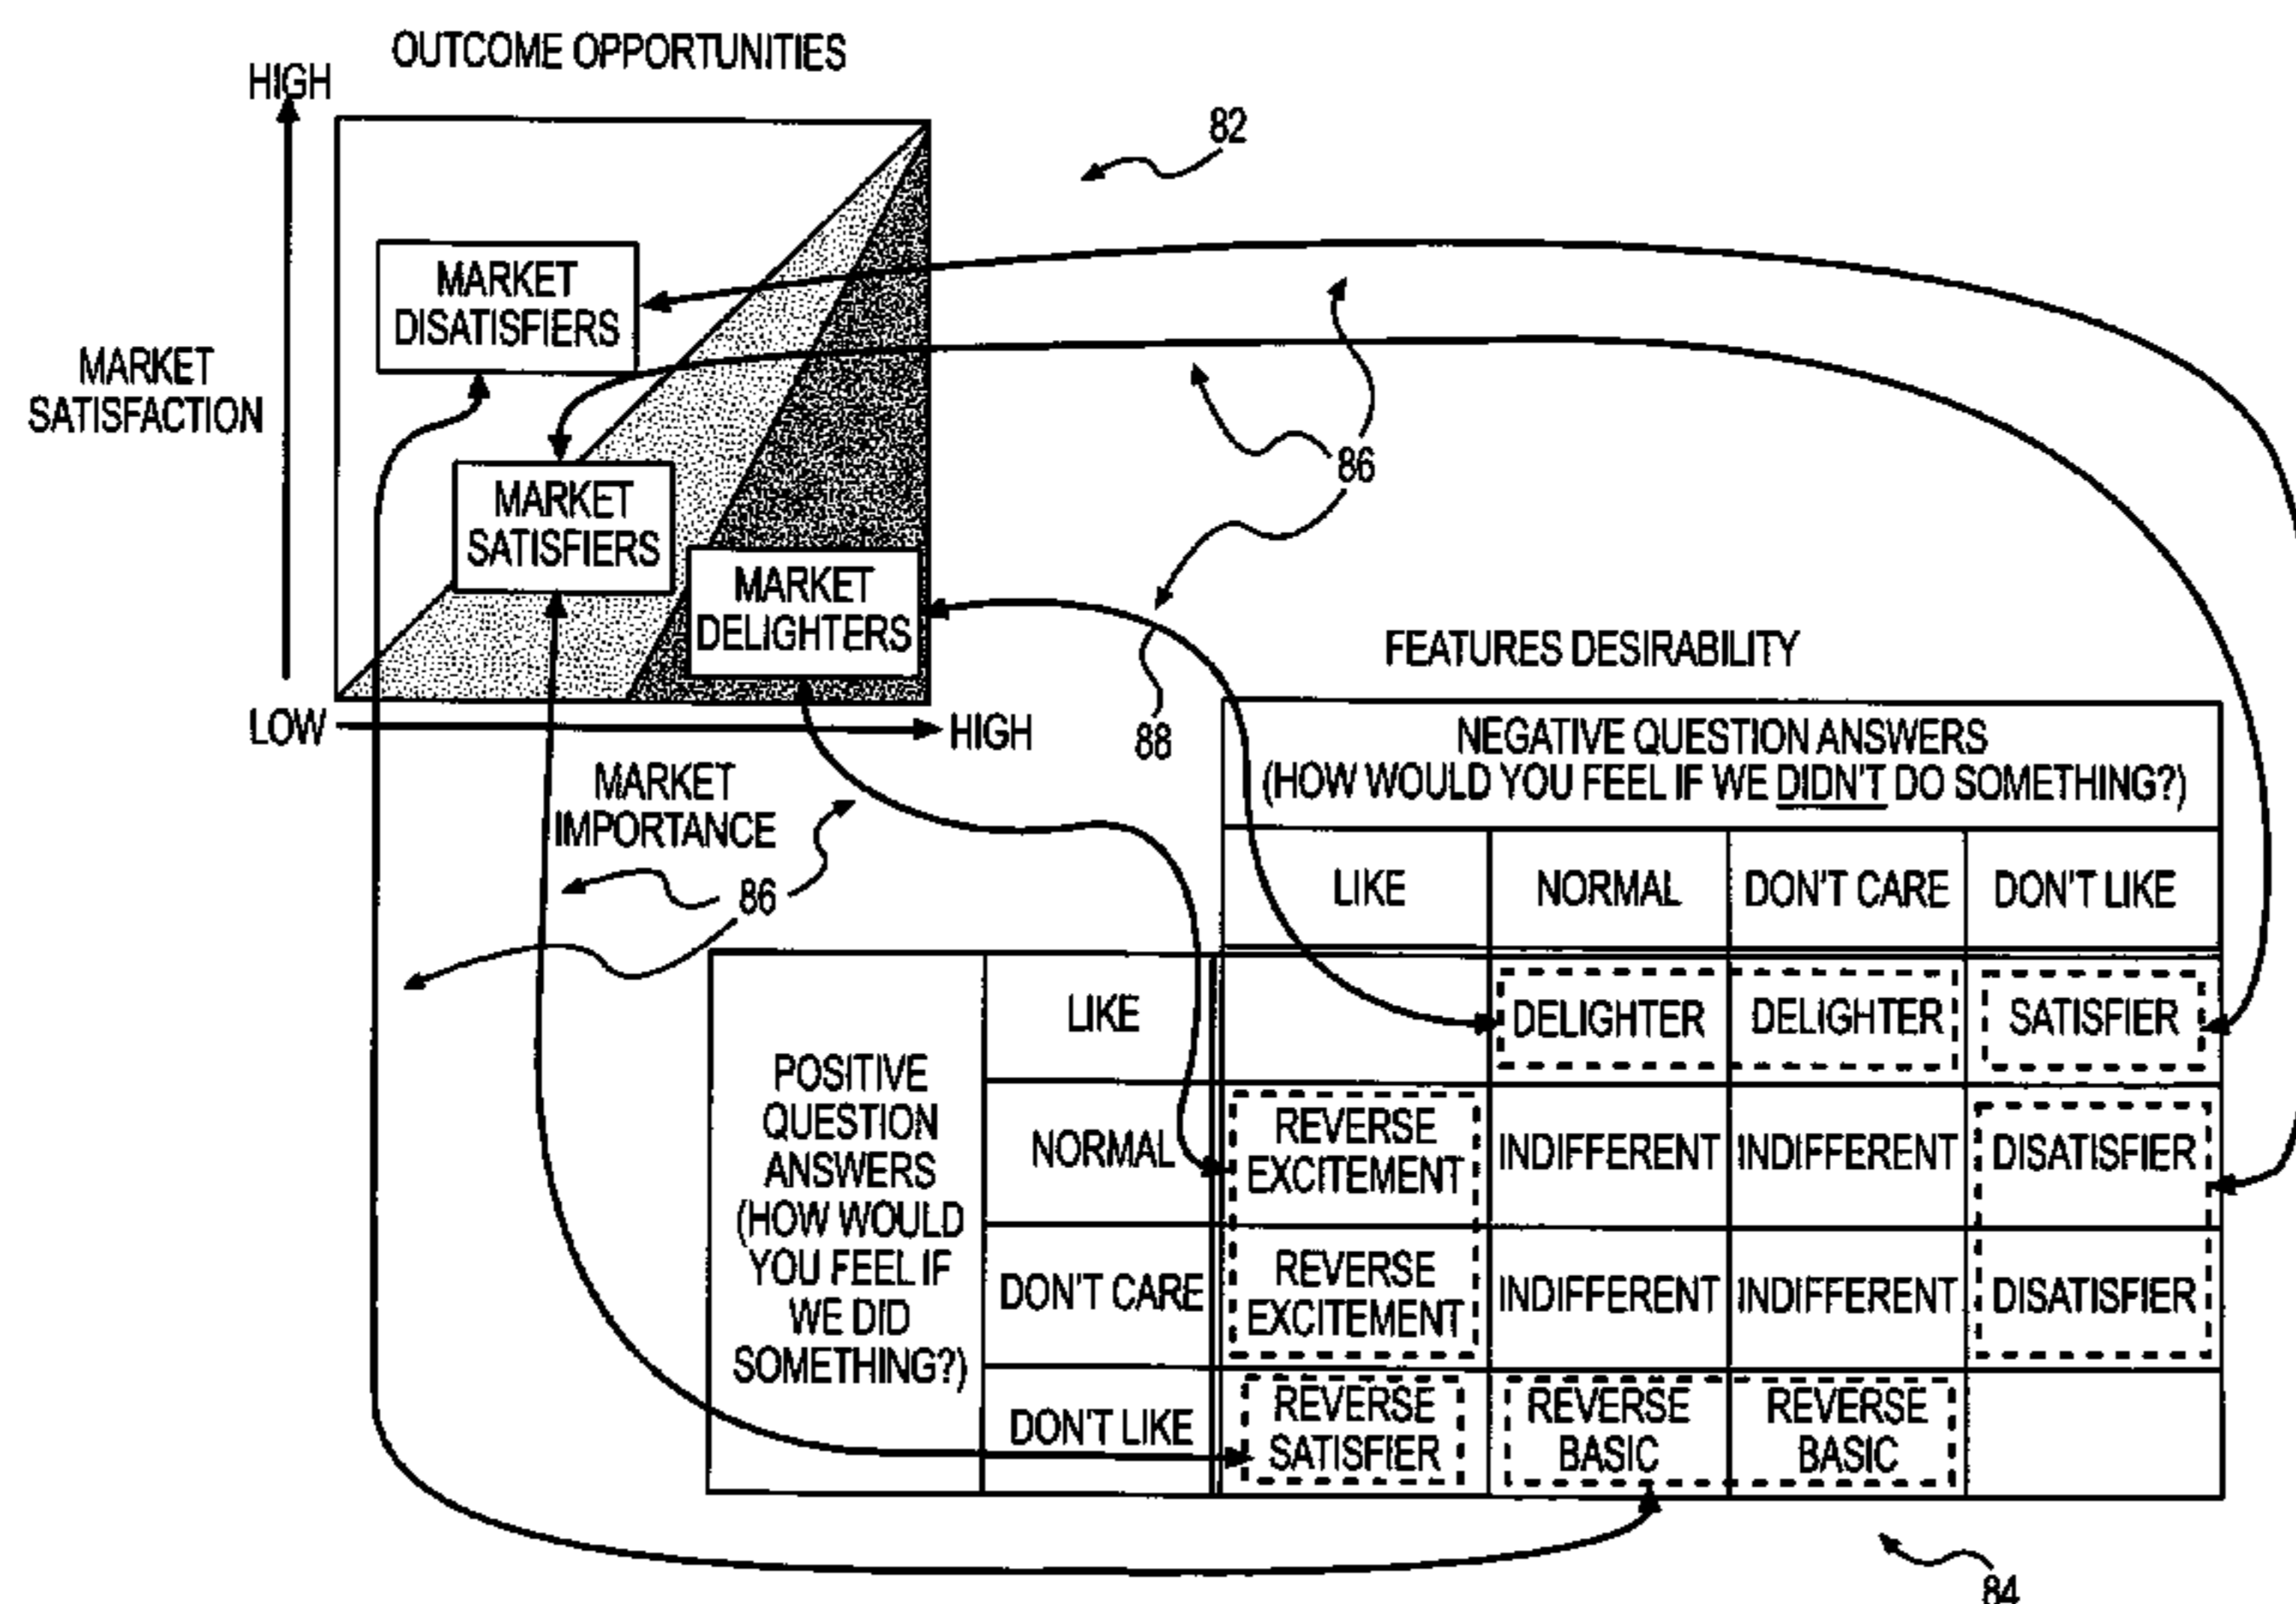 OUTCOME OPPORTUNITIES
HIGH
82
MARKET
DISATISFIERS
MARKET
SATISFACTION
86
MARKET
SATISFIERS
MARKET
DELIGHTERS
LOW
HIGH
88
MARKET
IMPORTANCE
86
FEATURES DESIRABILITY
NEGATIVE QUESTION ANSWERS
(HOW WOULD YOU FEEL IF WE DIDN'T DO SOMETHING?)
LIKE NORMAL DON'T CARE DON'T LIKE
POSITIVE
QUESTION
ANSWERS
(HOW WOULD
YOU FEEL IF
WE DID
SOMETHING?)
LIKE
DELIGHTER DELIGHTER SATISFIER
NORMAL
REVERSE
EXCITEMENT
INDIFFERENT INDIFFERENT DISATISFIER
DON'T CARE
REVERSE
EXCITEMENT
INDIFFERENT INDIFFERENT DISATISFIER
DON'T LIKE
REVERSE
SATISFIER
REVERSE
BASIC
REVERSE
BASIC
84